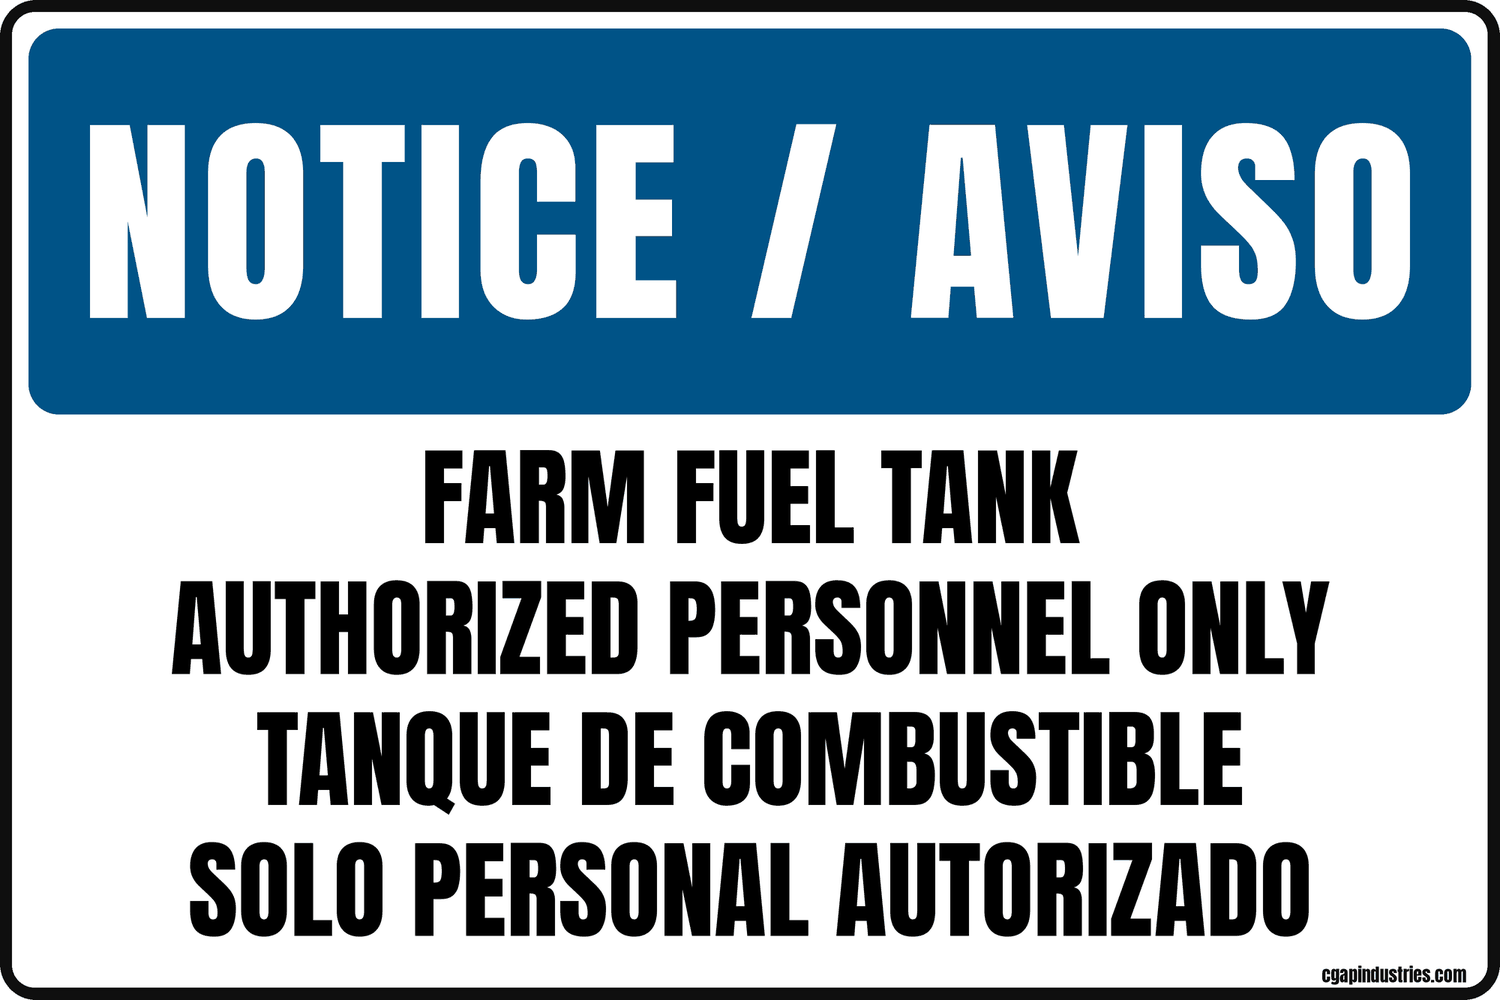 NOTICE / AVISO
FARM FUEL TANK
AUTHORIZED PERSONNEL ONLY
TANQUE DE COMBUSTIBLE
SOLO PERSONAL AUTORIZADO
cgapindustries.com